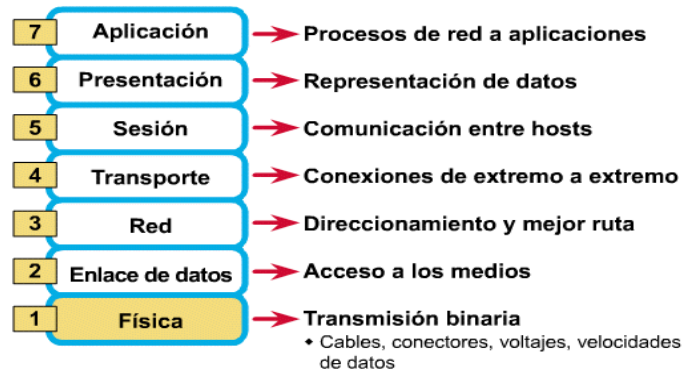 7 Aplicación Procesos de red a aplicaciones
6 Presentación Representación de datos
5 Sesión Comunicación entre hosts
4 Transporte Conexiones de extremo a extremo
3 Red Direccionamiento y mejor ruta
2 Enlace de datos Acceso a los medios
1 Física Transmisión binaria
Cables, conectores, voltajes, velocidades
de datos